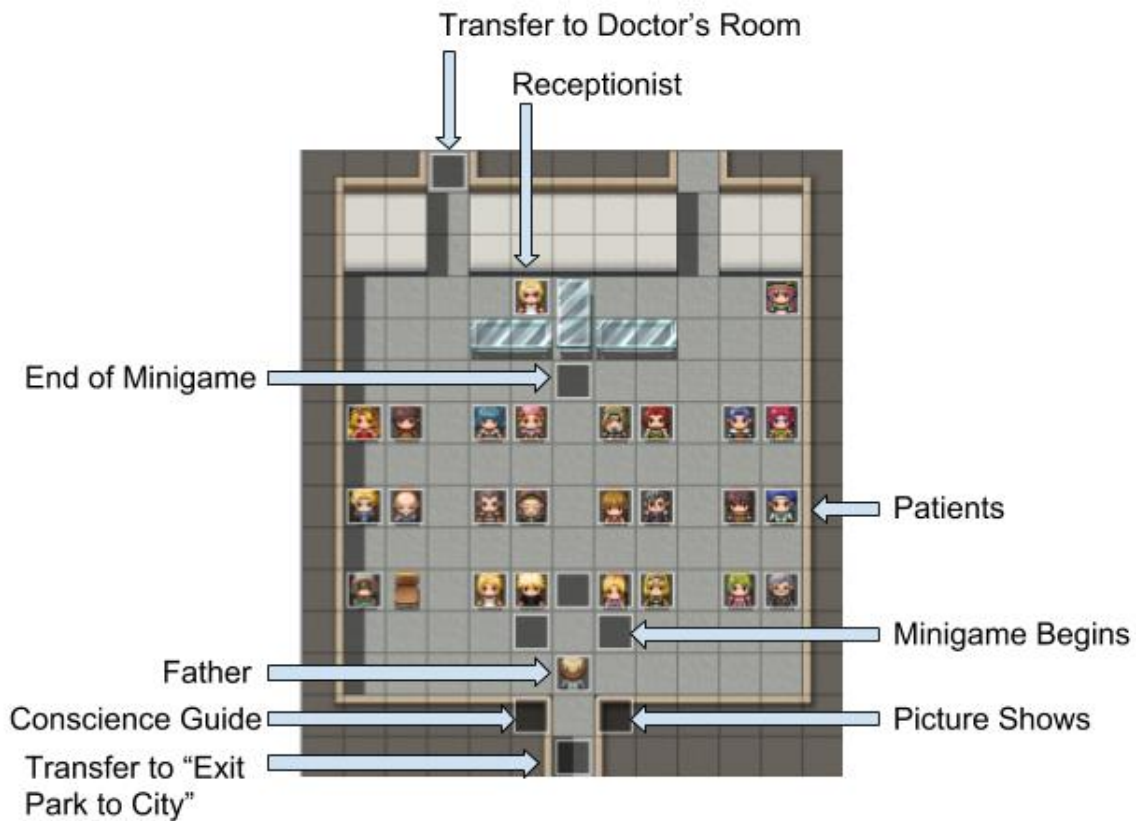 Transfer to Doctor’s Room
Receptionist
End of Minigame
Patients
Minigame Begins
Father
Conscience Guide
Picture Shows
Transfer to “Exit
Park to City”